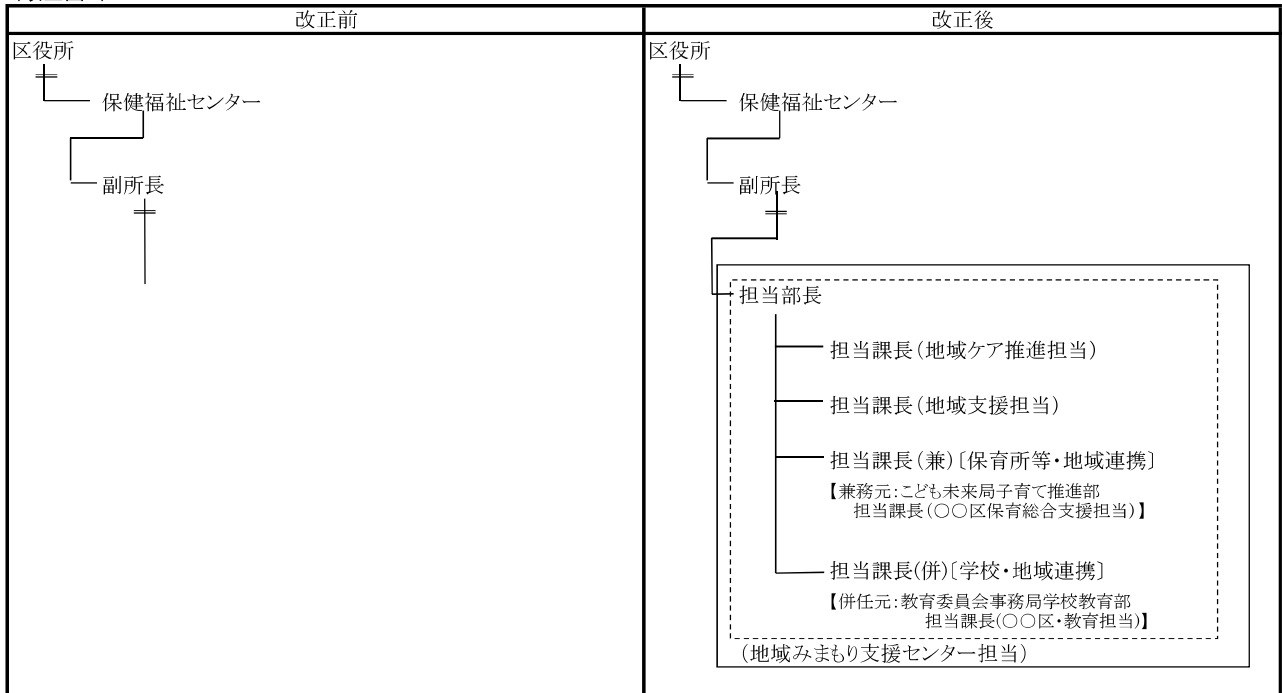 改正前
改正後
区役所
保健福祉センター
副所長
区役所
保健福祉センター
副所長
担当部長
担当課長(地域ケア推進担当)
担当課長(地域支援担当)
担当課長(兼)〔保育所等・地域連携〕
【兼務元:こども未来局子育て推進部
担当課長(〇〇区保育総合支援担当)】
担当課長(併)〔学校・地域連携〕
【併任元:教育委員会事務局学校教育部
担当課長(〇〇区・教育担当)】
(地域みまもり支援センター担当)